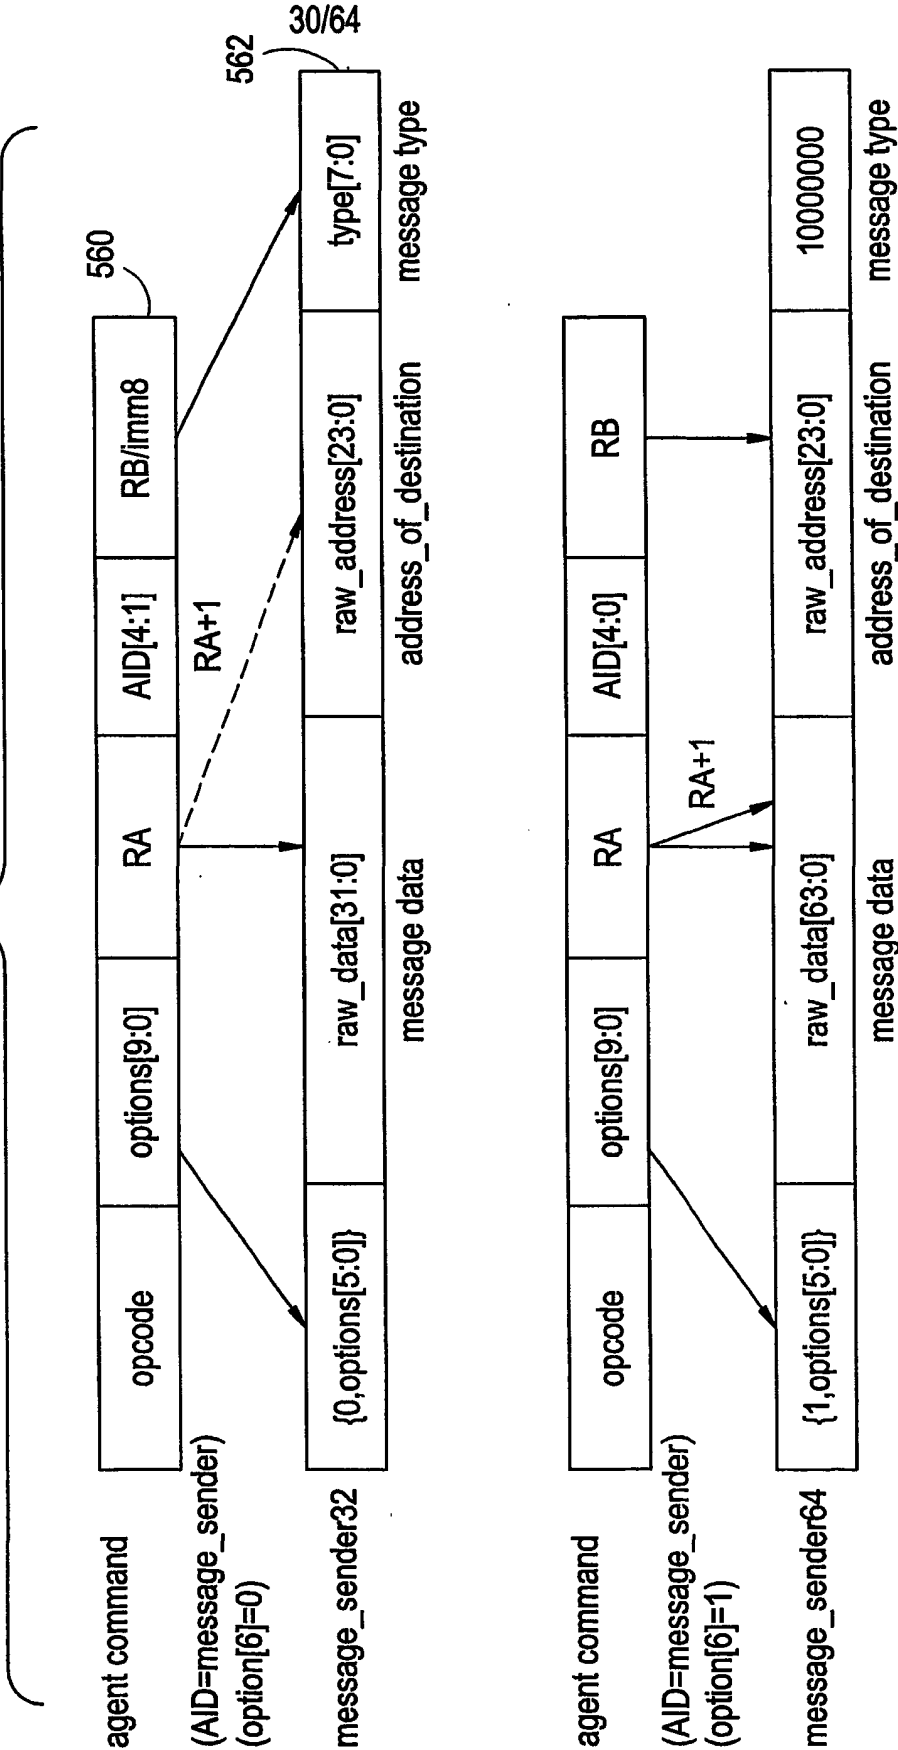 30/64
agent command
opcode
options[9:0]
RA
AID[4:1]
RB/imm8
560
(AID=message_sender)
(option[6]=0)
RA+1
562
message_sender32
{0,options[5:0]}
raw_data[31:0]
raw_address[23:0]
type[7:0]
message data
address_of_destination
message type
agent command
opcode
options[9:0]
RA
AID[4:0]
RB
(AID=message_sender)
(option[6]=1)
RA+1
message_sender64
{1,options[5:0]}
raw_data[63:0]
raw_address[23:0]
10000000
message data
address_of_destination
message type